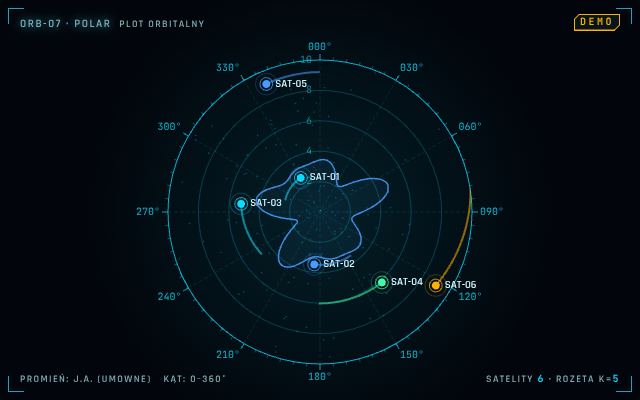 ORB-07 · POLAR PLOT ORBITALNY
DEMO
000°
10
330°
030°
SAT-05
8
300°
6
060°
4
SAT-01
SAT-03
270°
090°
SAT-02
SAT-04
SAT-06
240°
120°
210°
150°
180°
PROMIEŃ: J.A. (UMOWNE) KĄT: 0-360°
SATELITY 6 · ROZETA K=5